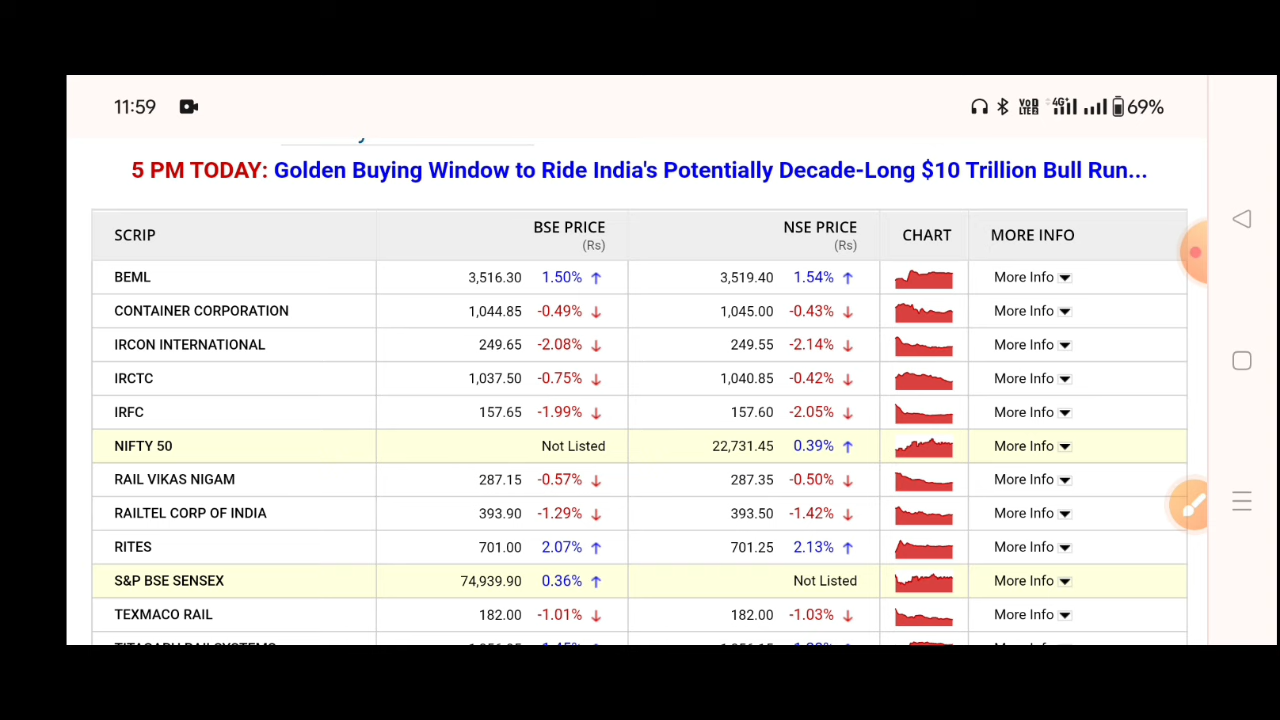 11:59 VoD LTED 4G+ 69%
5 PM TODAY: Golden Buying Window to Ride India's Potentially Decade-Long $10 Trillion Bull Run...
SCRIP BSE PRICE (Rs) NSE PRICE (Rs) CHART MORE INFO
BEML 3,516.30 1.50% ↑ 3,519.40 1.54% ↑ More Info
CONTAINER CORPORATION 1,044.85 -0.49% ↓ 1,045.00 -0.43% ↓ More Info
IRCON INTERNATIONAL 249.65 -2.08% ↓ 249.55 -2.14% ↓ More Info
IRCTC 1,037.50 -0.75% ↓ 1,040.85 -0.42% ↓ More Info
IRFC 157.65 -1.99% ↓ 157.60 -2.05% ↓ More Info
NIFTY 50 Not Listed 22,731.45 0.39% ↑ More Info
RAIL VIKAS NIGAM 287.15 -0.57% ↓ 287.35 -0.50% ↓ More Info
RAILTEL CORP OF INDIA 393.90 -1.29% ↓ 393.50 -1.42% ↓ More Info
RITES 701.00 2.07% ↑ 701.25 2.13% ↑ More Info
S&P BSE SENSEX 74,939.90 0.36% ↑ Not Listed More Info
TEXMACO RAIL 182.00 -1.01% ↓ 182.00 -1.03% ↓ More Info